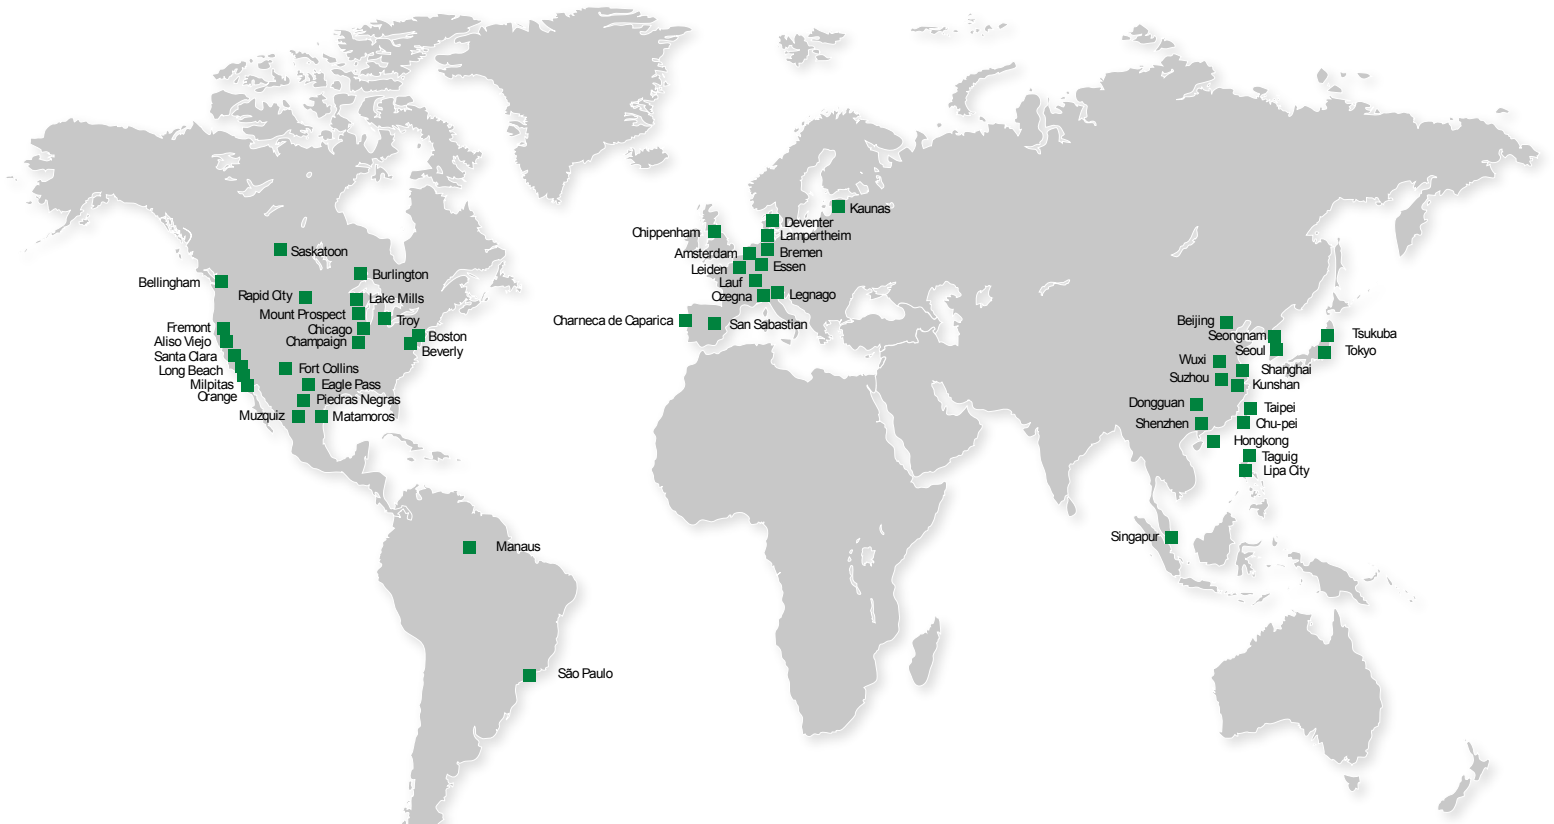 Saskatoon
Bellingham
Burlington
Rapid City
Lake Mills
Mount Prospect
Troy
Fremont
Chicago
Boston
Aliso Viejo
Champaign
Beverly
Santa Clara
Long Beach
Fort Collins
Milpitas
Eagle Pass
Orange
Piedras Negras
Muzquiz
Matamoros
Manaus
São Paulo
Kaunas
Chippenham
Deventer
Lampertheim
Amsterdam
Bremen
Leiden
Essen
Lauf
Ozegna
Legnago
Charneca de Caparica
San Sabastian
Beijing
Seongnam
Tsukuba
Seoul
Tokyo
Wuxi
Shanghai
Suzhou
Kunshan
Dongguan
Taipei
Shenzhen
Chu-pei
Hongkong
Taguig
Lipa City
Singapur